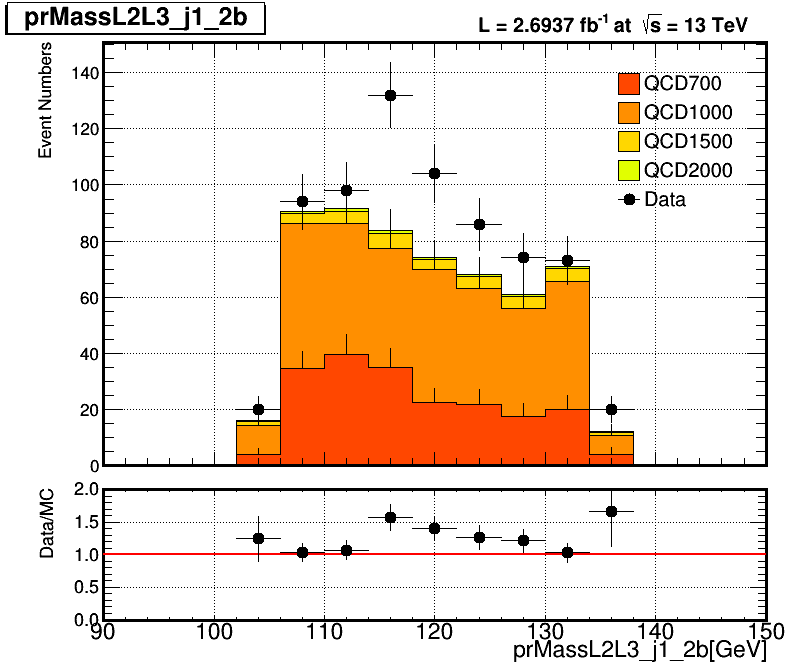 prMassL2L3_j1_2b
L = 2.6937 fb-1 at √s = 13 TeV
Event Numbers
140
120
100
80
60
40
20
0
QCD700
QCD1000
QCD1500
QCD2000
Data
Data/MC
2.0
1.5
1.0
0.5
0.0
90 100 110 120 130 140 150
prMassL2L3_j1_2b[GeV]